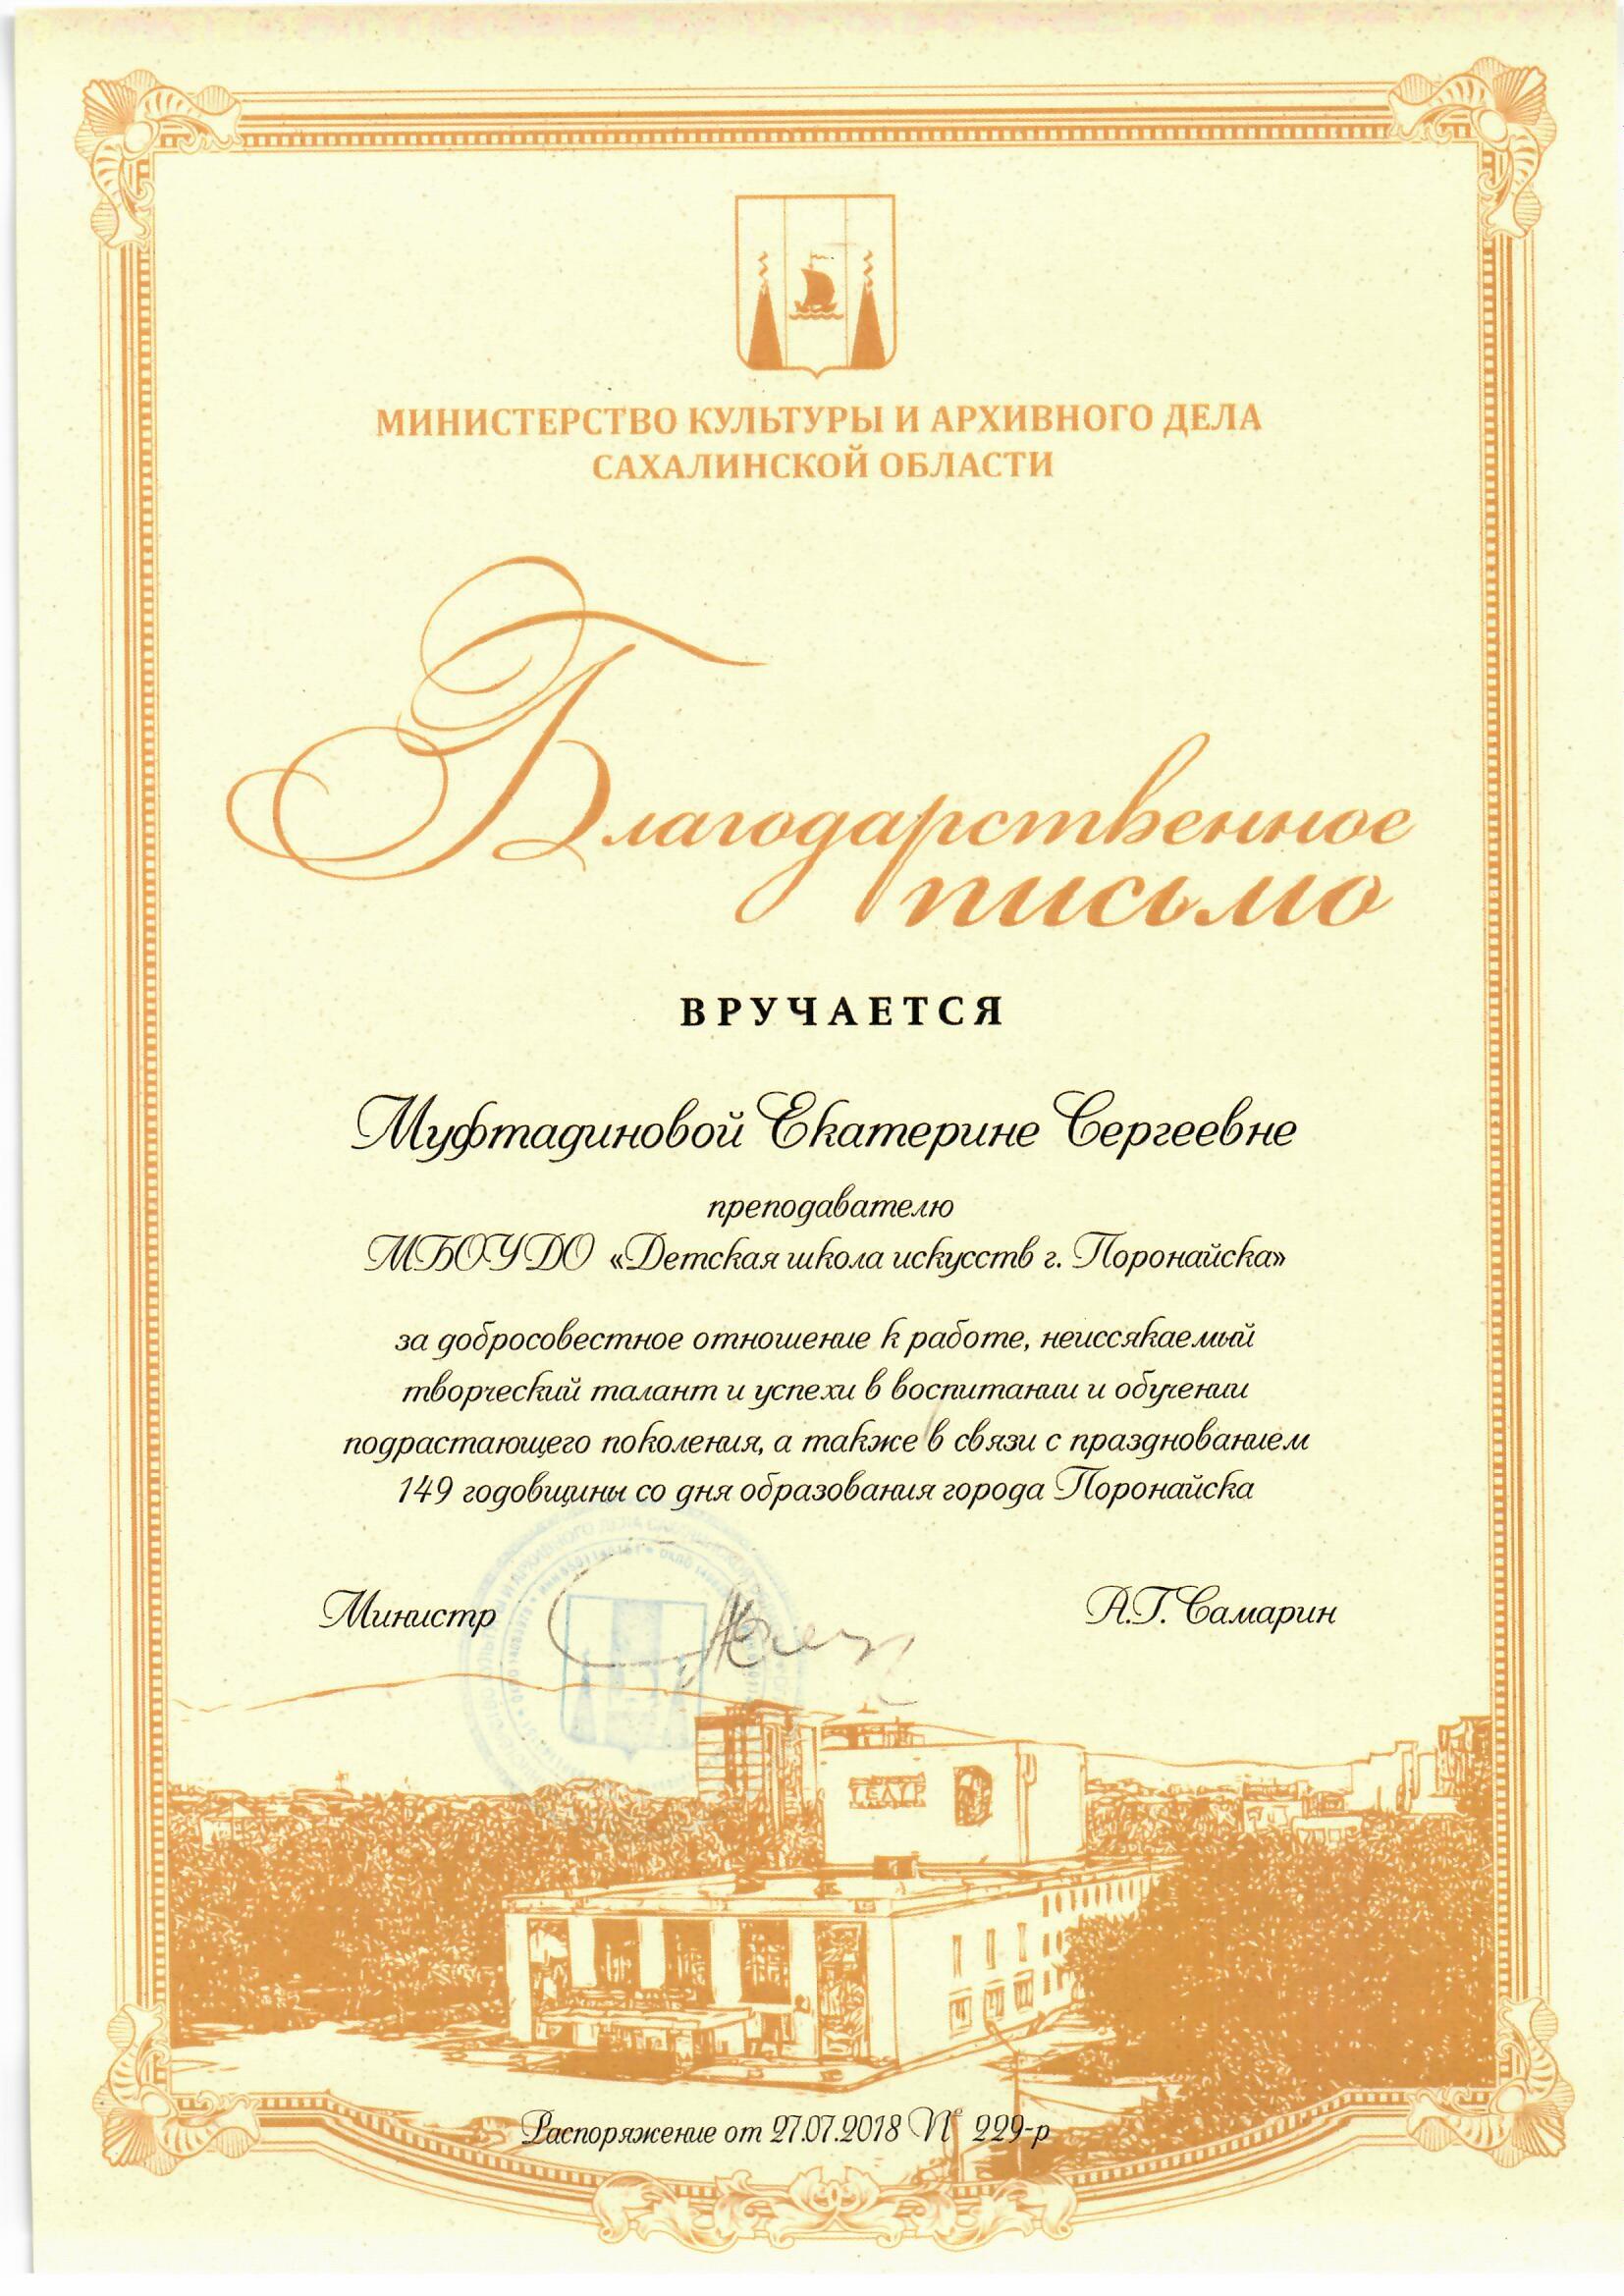 МИНИСТЕРСТВО КУЛЬТУРЫ И АРХИВНОГО ДЕЛА
САХАЛИНСКОЙ ОБЛАСТИ
Благодарственное
письмо
ВРУЧАЕТСЯ
Муфтадиновой Екатерине Сергеевне
преподавателю
МБОУДО «Детская школа искусств г. Поронайска»
за добросовестное отношение к работе, неиссякаемый
творческий талант и успехи в воспитании и обучении
подрастающего поколения, а также в связи с празднованием
149 годовщины со дня образования города Поронайска
Министр
А.Г. Самарин
ТЕАТР
Распоряжение от 27.07.2018 № 229-р